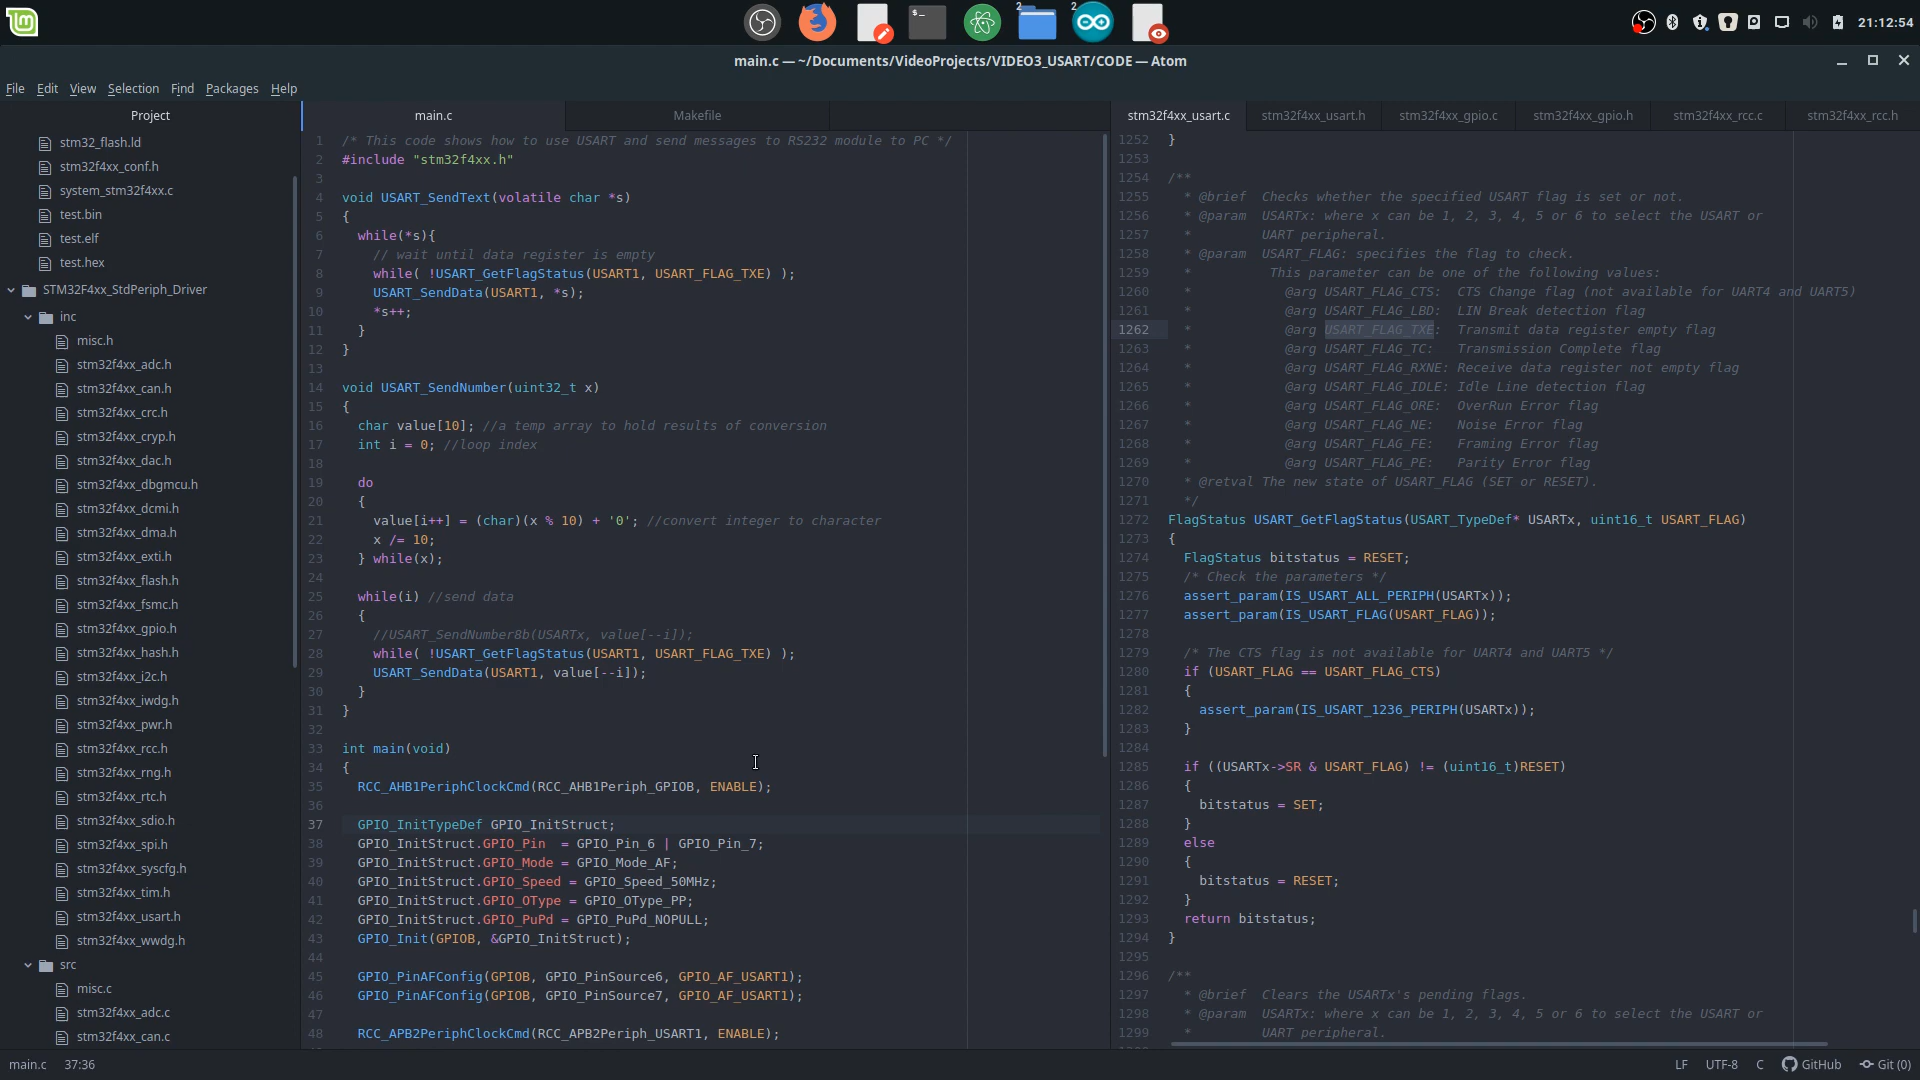 21:12:54
main.c — ~/Documents/VideoProjects/VIDEO3_USART/CODE — Atom
File Edit View Selection Find Packages Help
Project
stm32_flash.ld
stm32f4xx_conf.h
system_stm32f4xx.c
test.bin
test.elf
test.hex
STM32F4xx_StdPeriph_Driver
inc
misc.h
stm32f4xx_adc.h
stm32f4xx_can.h
stm32f4xx_crc.h
stm32f4xx_cryp.h
stm32f4xx_dac.h
stm32f4xx_dbgmcu.h
stm32f4xx_dcmi.h
stm32f4xx_dma.h
stm32f4xx_exti.h
stm32f4xx_flash.h
stm32f4xx_fsmc.h
stm32f4xx_gpio.h
stm32f4xx_hash.h
stm32f4xx_i2c.h
stm32f4xx_iwdg.h
stm32f4xx_pwr.h
stm32f4xx_rcc.h
stm32f4xx_rng.h
stm32f4xx_rtc.h
stm32f4xx_sdio.h
stm32f4xx_spi.h
stm32f4xx_syscfg.h
stm32f4xx_tim.h
stm32f4xx_usart.h
stm32f4xx_wwdg.h
src
misc.c
stm32f4xx_adc.c
stm32f4xx_can.c
main.c Makefile
1 /* This code shows how to use USART and send messages to RS232 module to PC */
2 #include "stm32f4xx.h"
3
4 void USART_SendText(volatile char *s)
5 {
6   while(*s){
7     // wait until data register is empty
8     while( !USART_GetFlagStatus(USART1, USART_FLAG_TXE) );
9     USART_SendData(USART1, *s);
10     *s++;
11   }
12 }
13
14 void USART_SendNumber(uint32_t x)
15 {
16   char value[10]; //a temp array to hold results of conversion
17   int i = 0; //loop index
18
19   do
20   {
21     value[i++] = (char)(x % 10) + '0'; //convert integer to character
22     x /= 10;
23   } while(x);
24
25   while(i) //send data
26   {
27     //USART_SendNumber8b(USARTx, value[--i]);
28     while( !USART_GetFlagStatus(USART1, USART_FLAG_TXE) );
29     USART_SendData(USART1, value[--i]);
30   }
31 }
32
33 int main(void)
34 {
35   RCC_AHB1PeriphClockCmd(RCC_AHB1Periph_GPIOB, ENABLE);
36
37   GPIO_InitTypeDef GPIO_InitStruct;
38   GPIO_InitStruct.GPIO_Pin  = GPIO_Pin_6 | GPIO_Pin_7;
39   GPIO_InitStruct.GPIO_Mode = GPIO_Mode_AF;
40   GPIO_InitStruct.GPIO_Speed = GPIO_Speed_50MHz;
41   GPIO_InitStruct.GPIO_OType = GPIO_OType_PP;
42   GPIO_InitStruct.GPIO_PuPd = GPIO_PuPd_NOPULL;
43   GPIO_Init(GPIOB, &GPIO_InitStruct);
44
45   GPIO_PinAFConfig(GPIOB, GPIO_PinSource6, GPIO_AF_USART1);
46   GPIO_PinAFConfig(GPIOB, GPIO_PinSource7, GPIO_AF_USART1);
47
48   RCC_APB2PeriphClockCmd(RCC_APB2Periph_USART1, ENABLE);
stm32f4xx_usart.c stm32f4xx_usart.h stm32f4xx_gpio.c stm32f4xx_gpio.h stm32f4xx_rcc.c stm32f4xx_rcc.h
1252 }
1253
1254 /**
1255   * @brief  Checks whether the specified USART flag is set or not.
1256   * @param  USARTx: where x can be 1, 2, 3, 4, 5 or 6 to select the USART or
1257   *         UART peripheral.
1258   * @param  USART_FLAG: specifies the flag to check.
1259   *          This parameter can be one of the following values:
1260   *            @arg USART_FLAG_CTS:  CTS Change flag (not available for UART4 and UART5)
1261   *            @arg USART_FLAG_LBD:  LIN Break detection flag
1262   *            @arg USART_FLAG_TXE:  Transmit data register empty flag
1263   *            @arg USART_FLAG_TC:   Transmission Complete flag
1264   *            @arg USART_FLAG_RXNE: Receive data register not empty flag
1265   *            @arg USART_FLAG_IDLE: Idle Line detection flag
1266   *            @arg USART_FLAG_ORE:  OverRun Error flag
1267   *            @arg USART_FLAG_NE:   Noise Error flag
1268   *            @arg USART_FLAG_FE:   Framing Error flag
1269   *            @arg USART_FLAG_PE:   Parity Error flag
1270   * @retval The new state of USART_FLAG (SET or RESET).
1271   */
1272 FlagStatus USART_GetFlagStatus(USART_TypeDef* USARTx, uint16_t USART_FLAG)
1273 {
1274   FlagStatus bitstatus = RESET;
1275   /* Check the parameters */
1276   assert_param(IS_USART_ALL_PERIPH(USARTx));
1277   assert_param(IS_USART_FLAG(USART_FLAG));
1278
1279   /* The CTS flag is not available for UART4 and UART5 */
1280   if (USART_FLAG == USART_FLAG_CTS)
1281   {
1282     assert_param(IS_USART_1236_PERIPH(USARTx));
1283   }
1284
1285   if ((USARTx->SR & USART_FLAG) != (uint16_t)RESET)
1286   {
1287     bitstatus = SET;
1288   }
1289   else
1290   {
1291     bitstatus = RESET;
1292   }
1293   return bitstatus;
1294 }
1295
1296 /**
1297   * @brief  Clears the USARTx's pending flags.
1298   * @param  USARTx: where x can be 1, 2, 3, 4, 5 or 6 to select the USART or
1299   *         UART peripheral.
main.c 37:36 LF UTF-8 C GitHub Git (0)